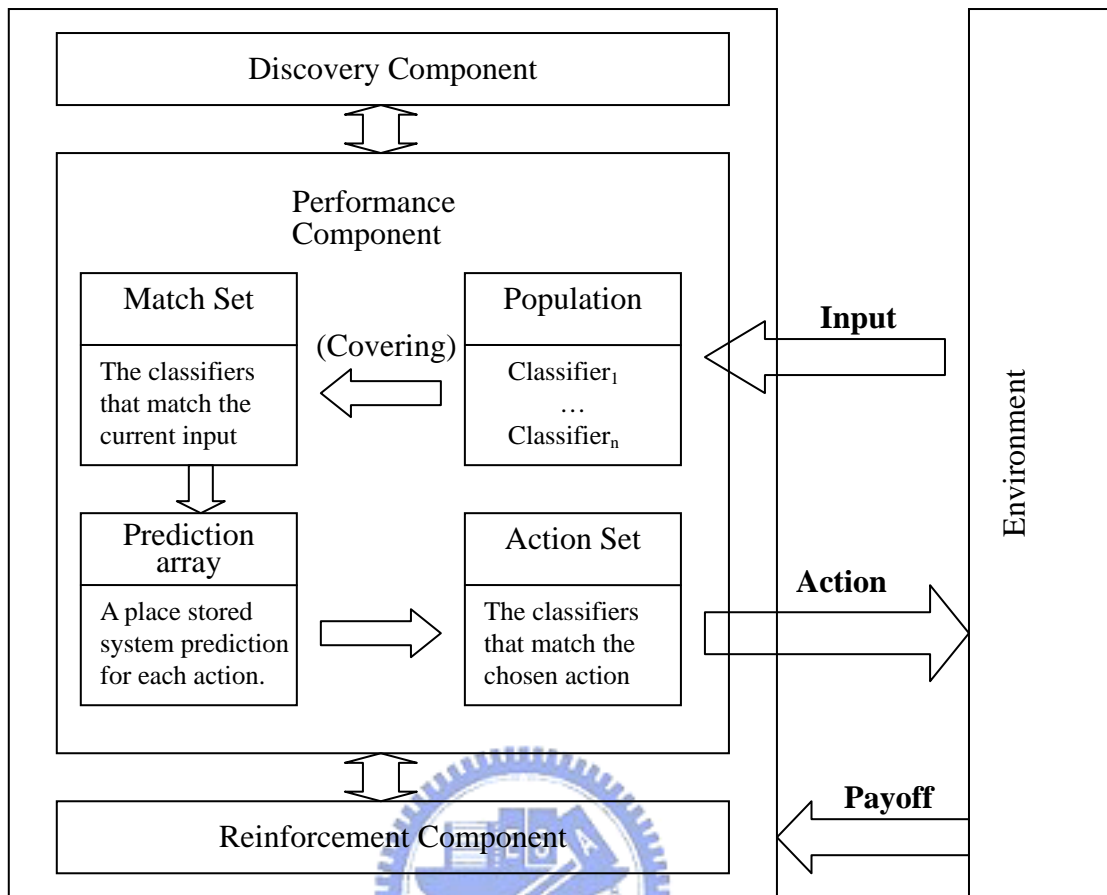 Discovery Component
Performance
Component
Match Set
The classifiers
that match the
current input
(Covering)
Population
Classifier1
…
Classifiern
Input
Prediction
array
A place stored
system prediction
for each action.
Action Set
The classifiers
that match the
chosen action
Action
Environment
Payoff
Reinforcement Component